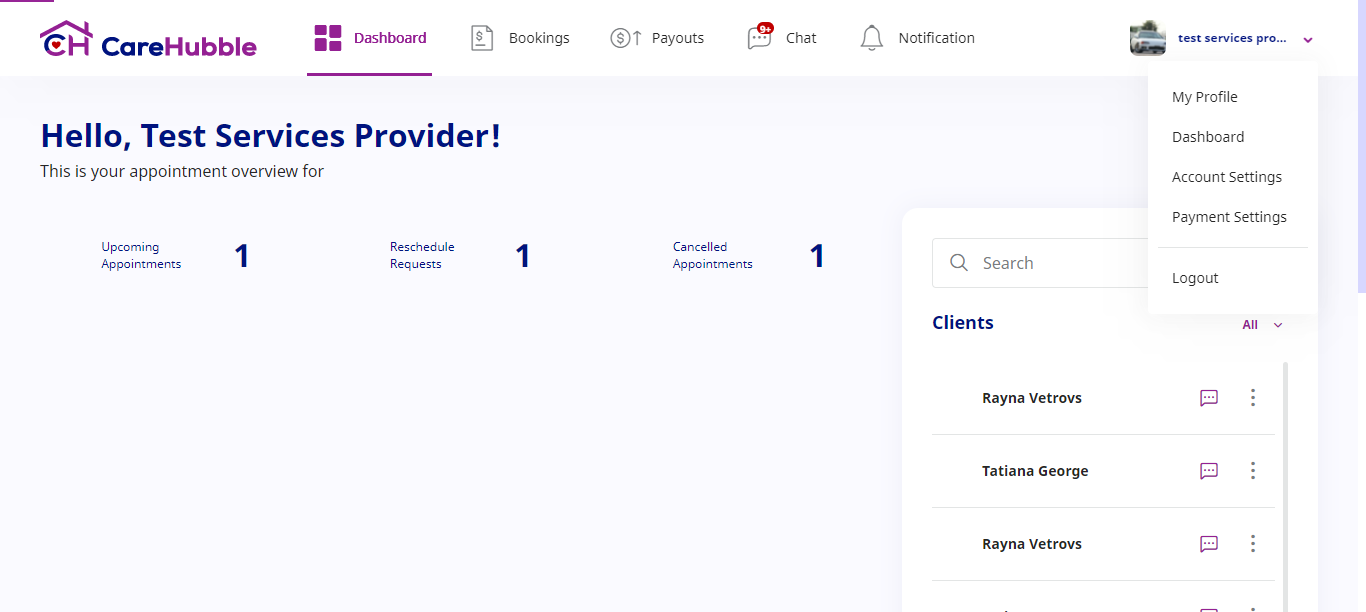 CH CareHubble
Dashboard
Bookings
Payouts
9+
Chat
Notification
test services pro...
My Profile
Dashboard
Account Settings
Payment Settings
Logout
Hello, Test Services Provider!
This is your appointment overview for
Upcoming
Appointments
1
Reschedule
Requests
1
Cancelled
Appointments
1
Search
Clients
All
Rayna Vetrovs
Tatiana George
Rayna Vetrovs